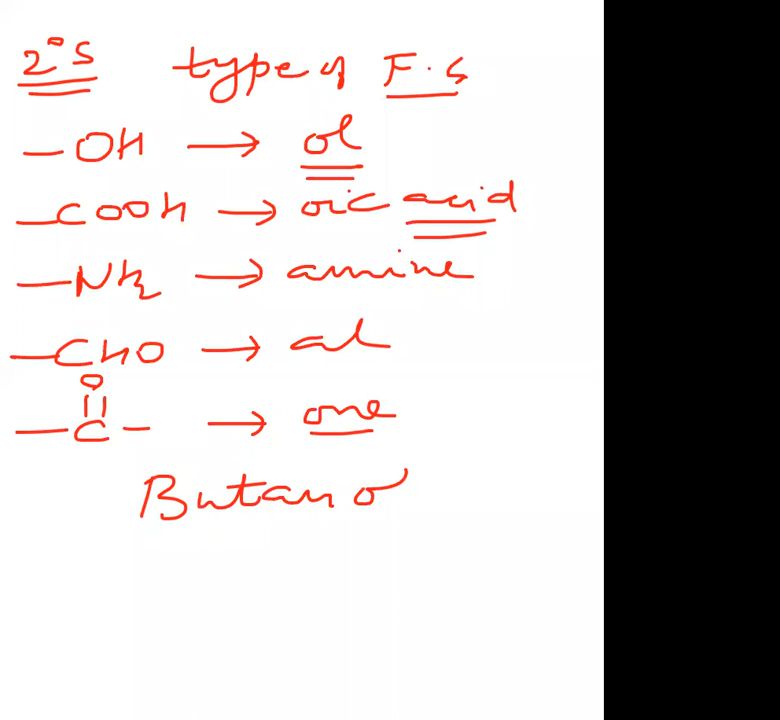 2°S type of F.S
-OH → ol
-COOH → oic acid
-NH2 → amine
-CHO → al
O
||
-C- → one
Butano